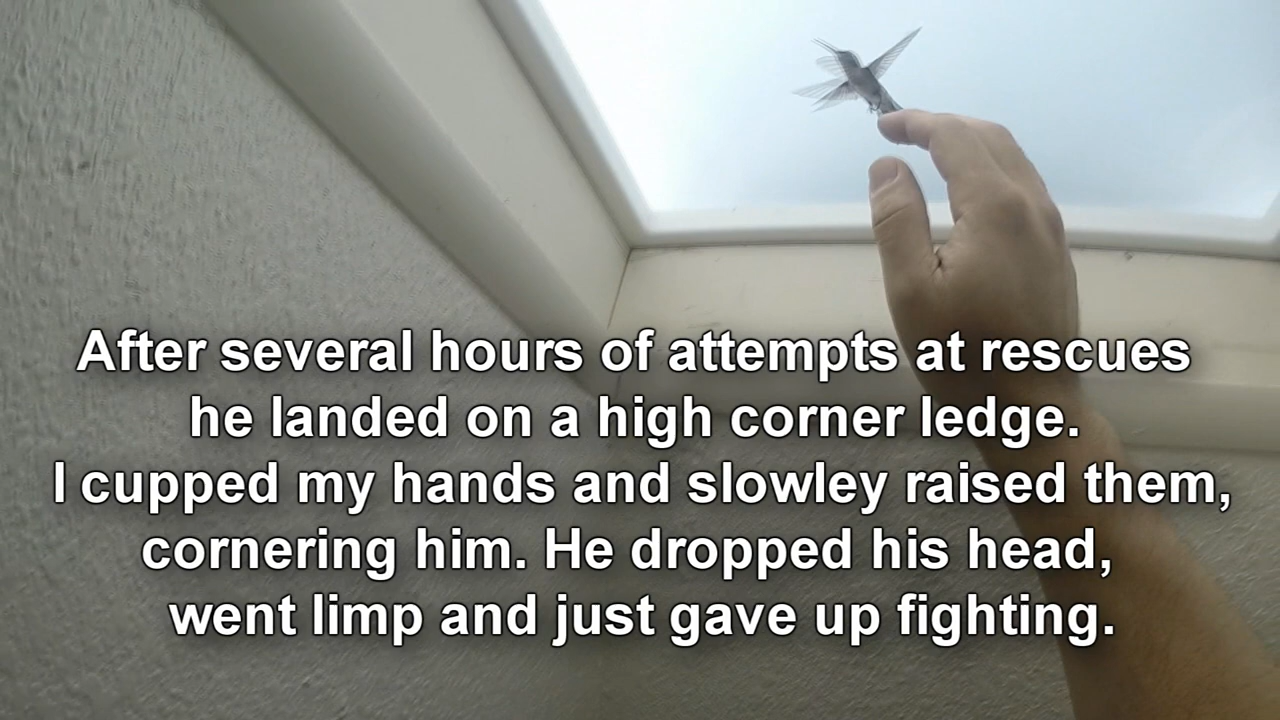 After several hours of attempts at rescues
he landed on a high corner ledge.
I cupped my hands and slowley raised them,
cornering him. He dropped his head,
went limp and just gave up fighting.